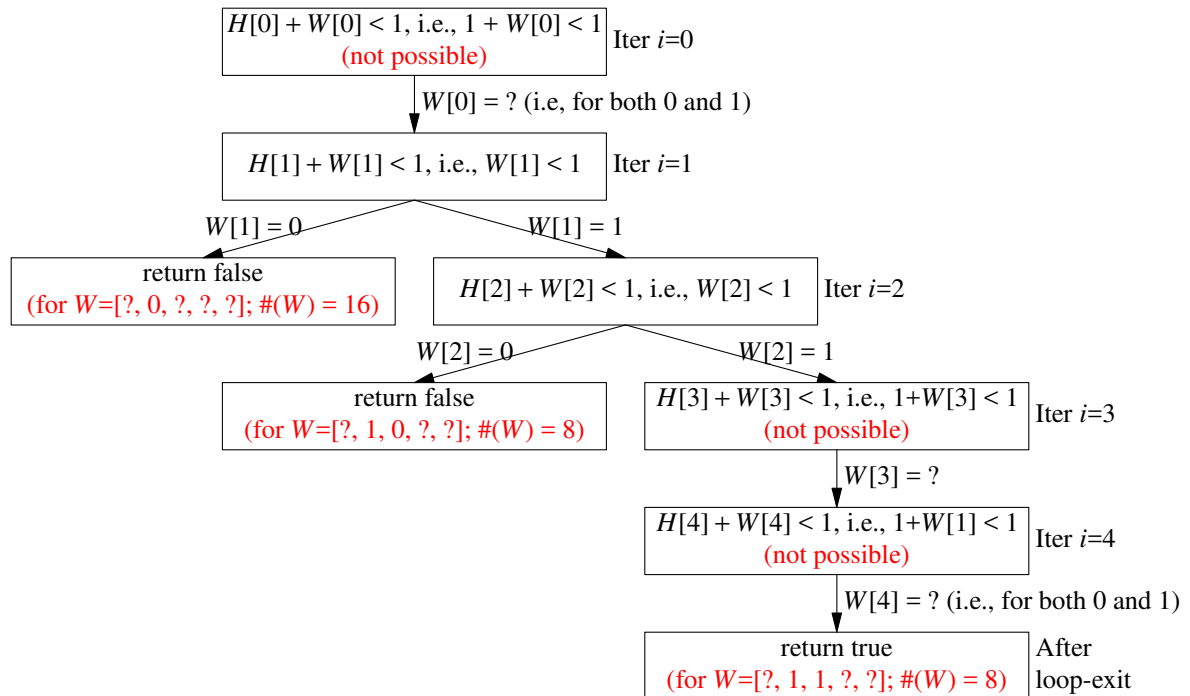 H[0] + W[0] < 1, i.e., 1 + W[0] < 1
(not possible)
Iter i=0
W[0] = ? (i.e, for both 0 and 1)
H[1] + W[1] < 1, i.e., W[1] < 1
Iter i=1
W[1] = 0
W[1] = 1
return false
(for W=[?, 0, ?, ?, ?]; #(W) = 16)
H[2] + W[2] < 1, i.e., W[2] < 1
Iter i=2
W[2] = 0
W[2] = 1
return false
(for W=[?, 1, 0, ?, ?]; #(W) = 8)
H[3] + W[3] < 1, i.e., 1+W[3] < 1
(not possible)
Iter i=3
W[3] = ?
H[4] + W[4] < 1, i.e., 1+W[1] < 1
(not possible)
Iter i=4
W[4] = ? (i.e., for both 0 and 1)
return true
(for W=[?, 1, 1, ?, ?]; #(W) = 8)
After
loop-exit